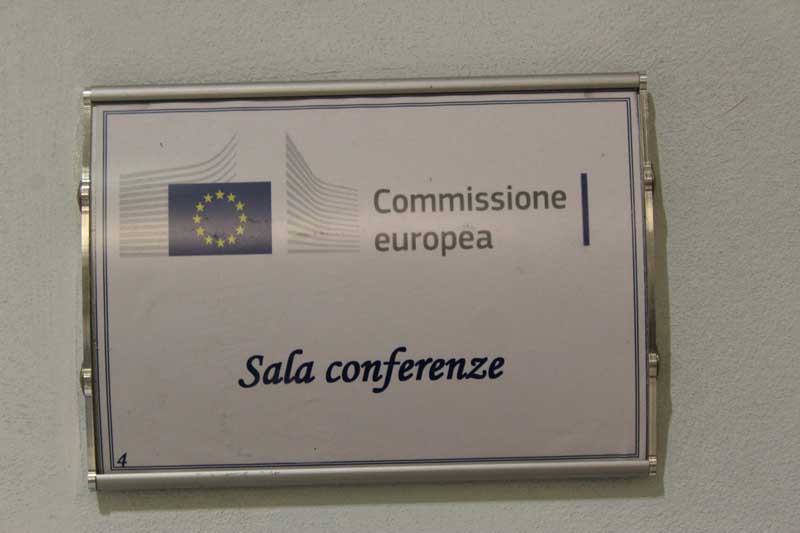 Commissione
europea
Sala conferenze
4